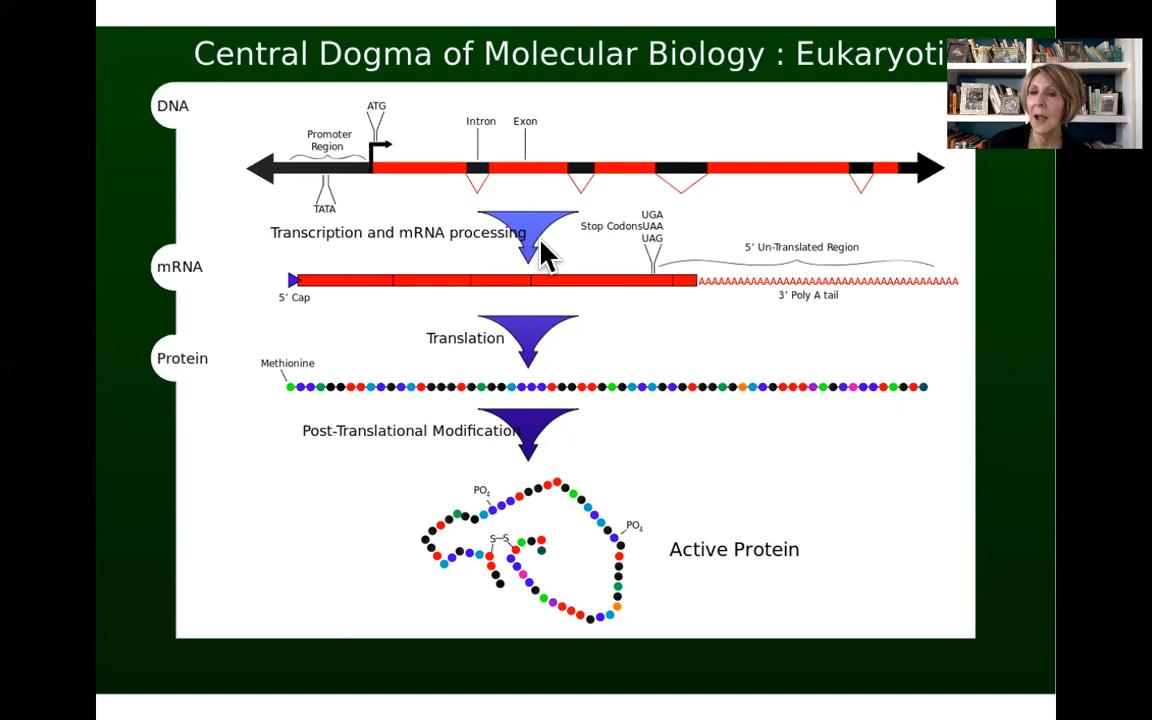 Central Dogma of Molecular Biology : Eukaryoti
DNA
ATG
Promoter
Region
Intron
Exon
TATA
Transcription and mRNA processing
Stop Codons
UGA
UAA
UAG
5’ Un-Translated Region
mRNA
5’ Cap
AAAAAAAAAAAAAAAAAAAAAAAAAAAAAAAAAAAAAAAAAA
3’ Poly A tail
Translation
Protein
Methionine
Post-Translational Modification
PO4
S–S
PO4
Active Protein